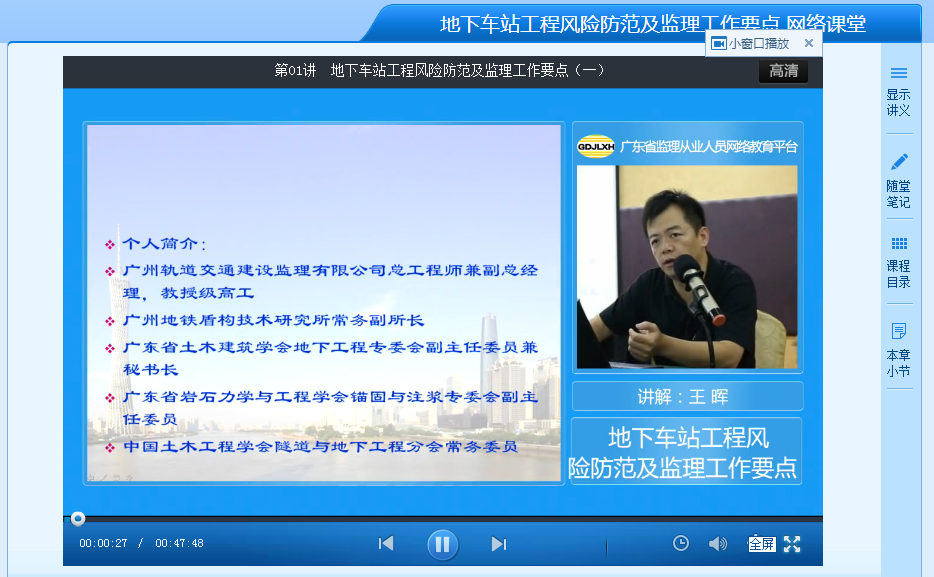 地下车站工程风险防范及监理工作要点 网络课堂
小窗口播放
第01讲 地下车站工程风险防范及监理工作要点（一）
高清
显示
讲义
GDJLXH 广东省监理从业人员网络教育平台
随堂
笔记
个人简介：
广州轨道交通建设监理有限公司总工程师兼副总经
理，教授级高工
广州地铁盾构技术研究所常务副所长
广东省土木建筑学会地下工程专委会副主任委员兼
秘书长
广东省岩石力学与工程学会锚固与注浆专委会副主
任委员
中国土木工程学会隧道与地下工程分会常务委员
课程
目录
本章
小节
讲解：王 晖
地下车站工程风
险防范及监理工作要点
00:00:27 / 00:47:48
全屏